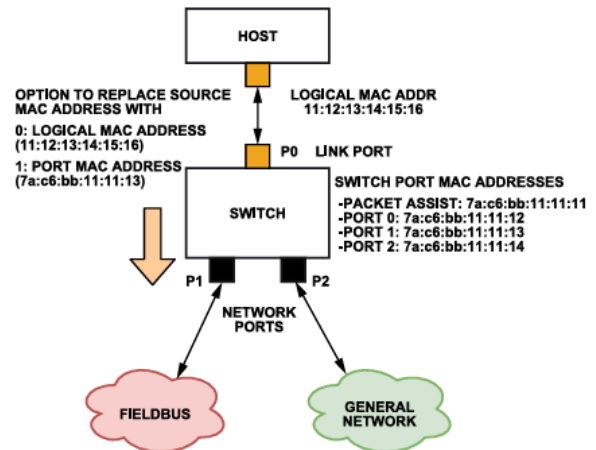 HOST
OPTION TO REPLACE SOURCE
MAC ADDRESS WITH
0: LOGICAL MAC ADDRESS
(11:12:13:14:15:16)
1: PORT MAC ADDRESS
(7a:c6:bb:11:11:13)
LOGICAL MAC ADDR
11:12:13:14:15:16
P0 LINK PORT
SWITCH
SWITCH PORT MAC ADDRESSES
-PACKET ASSIST: 7a:c6:bb:11:11:11
-PORT 0: 7a:c6:bb:11:11:12
-PORT 1: 7a:c6:bb:11:11:13
-PORT 2: 7a:c6:bb:11:11:14
P1
P2
NETWORK
PORTS
FIELDBUS
GENERAL
NETWORK